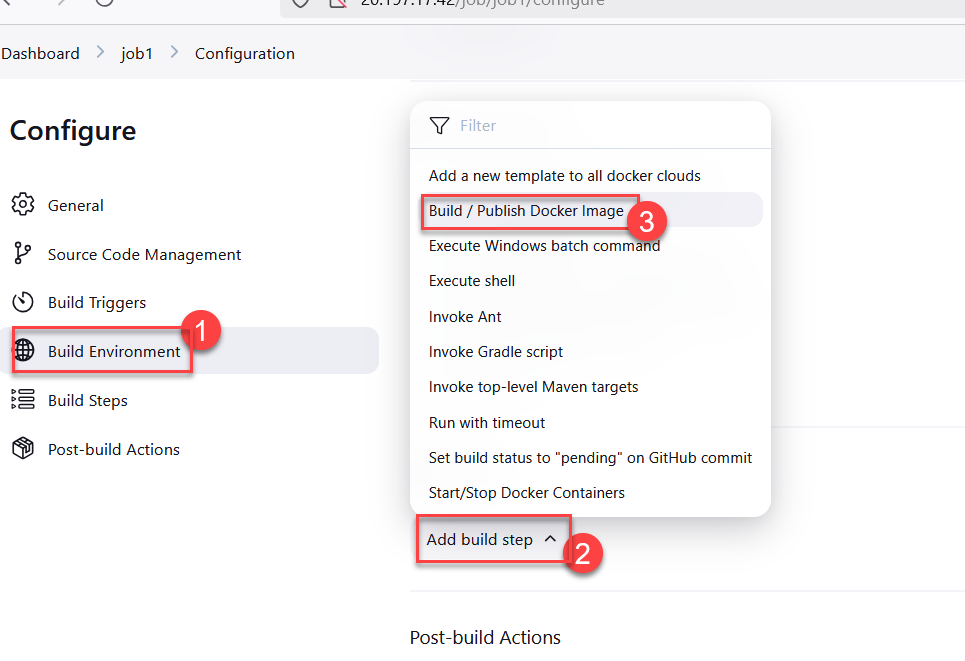 20.197.17.42/job/job1/configure
Dashboard > job1 > Configuration
Configure
General
Source Code Management
Build Triggers
Build Environment
1
Build Steps
Post-build Actions
Filter
Add a new template to all docker clouds
Build / Publish Docker Image
3
Execute Windows batch command
Execute shell
Invoke Ant
Invoke Gradle script
Invoke top-level Maven targets
Run with timeout
Set build status to "pending" on GitHub commit
Start/Stop Docker Containers
Add build step
2
Post-build Actions